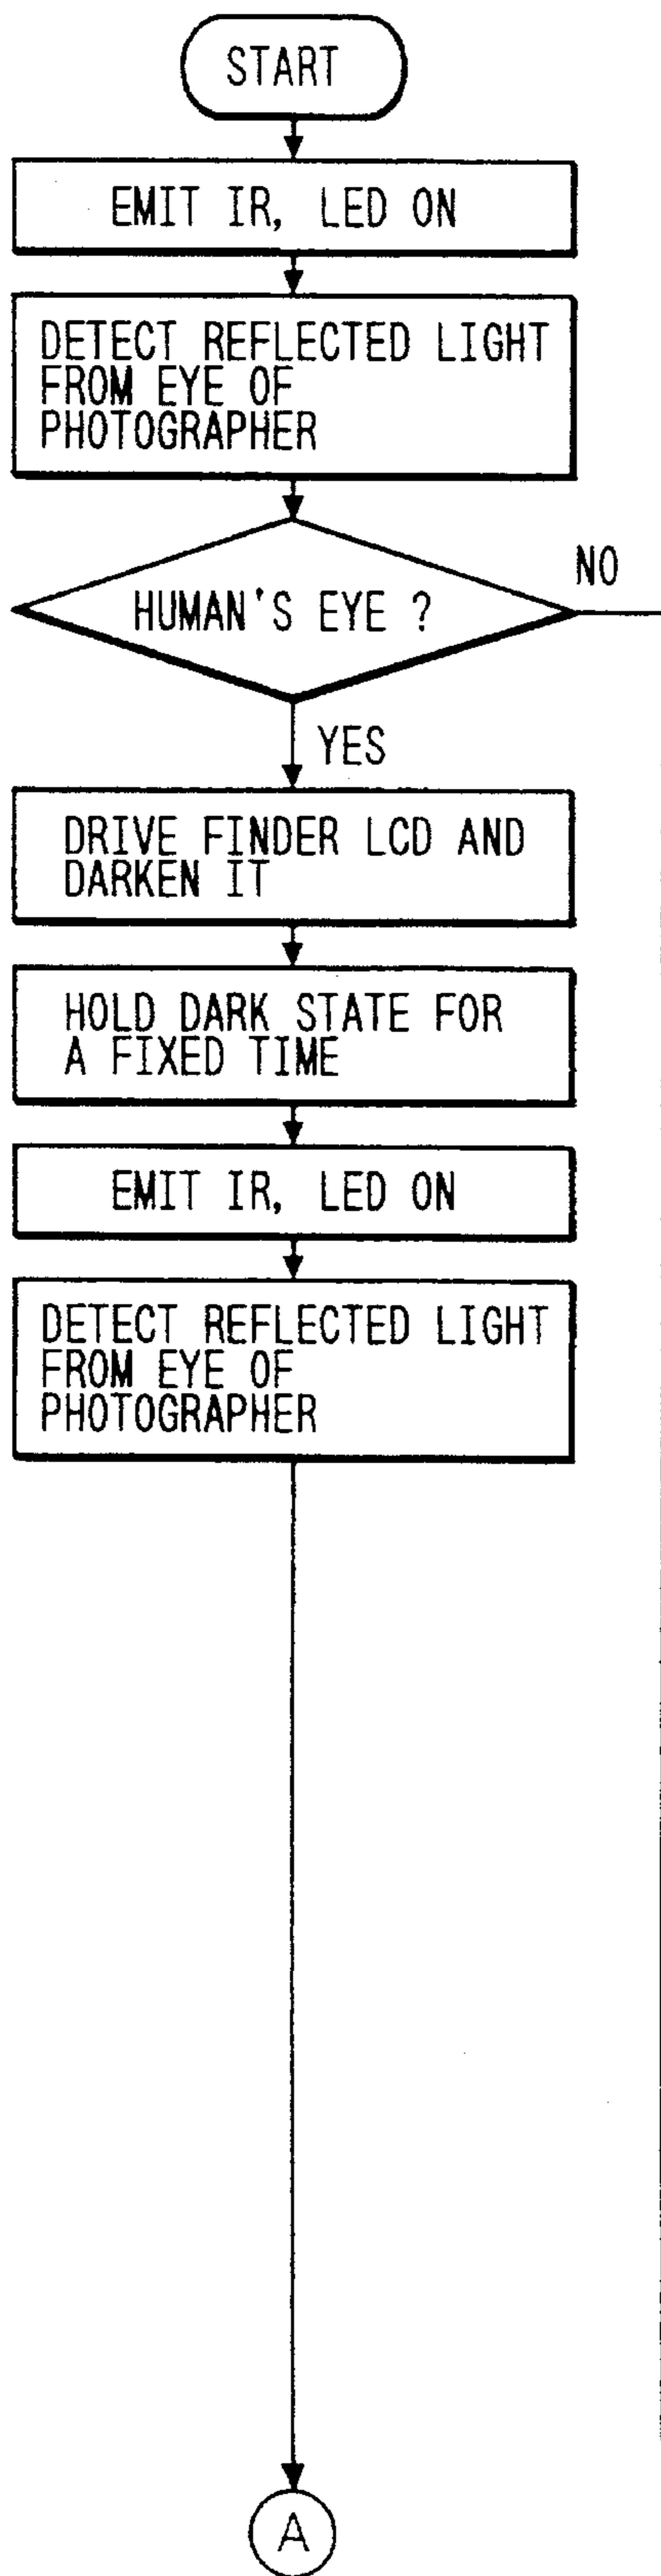 START
EMIT IR, LED ON
DETECT REFLECTED LIGHT
FROM EYE OF
PHOTOGRAPHER
HUMAN'S EYE ?
NO
YES
DRIVE FINDER LCD AND
DARKEN IT
HOLD DARK STATE FOR
A FIXED TIME
EMIT IR, LED ON
DETECT REFLECTED LIGHT
FROM EYE OF
PHOTOGRAPHER
A